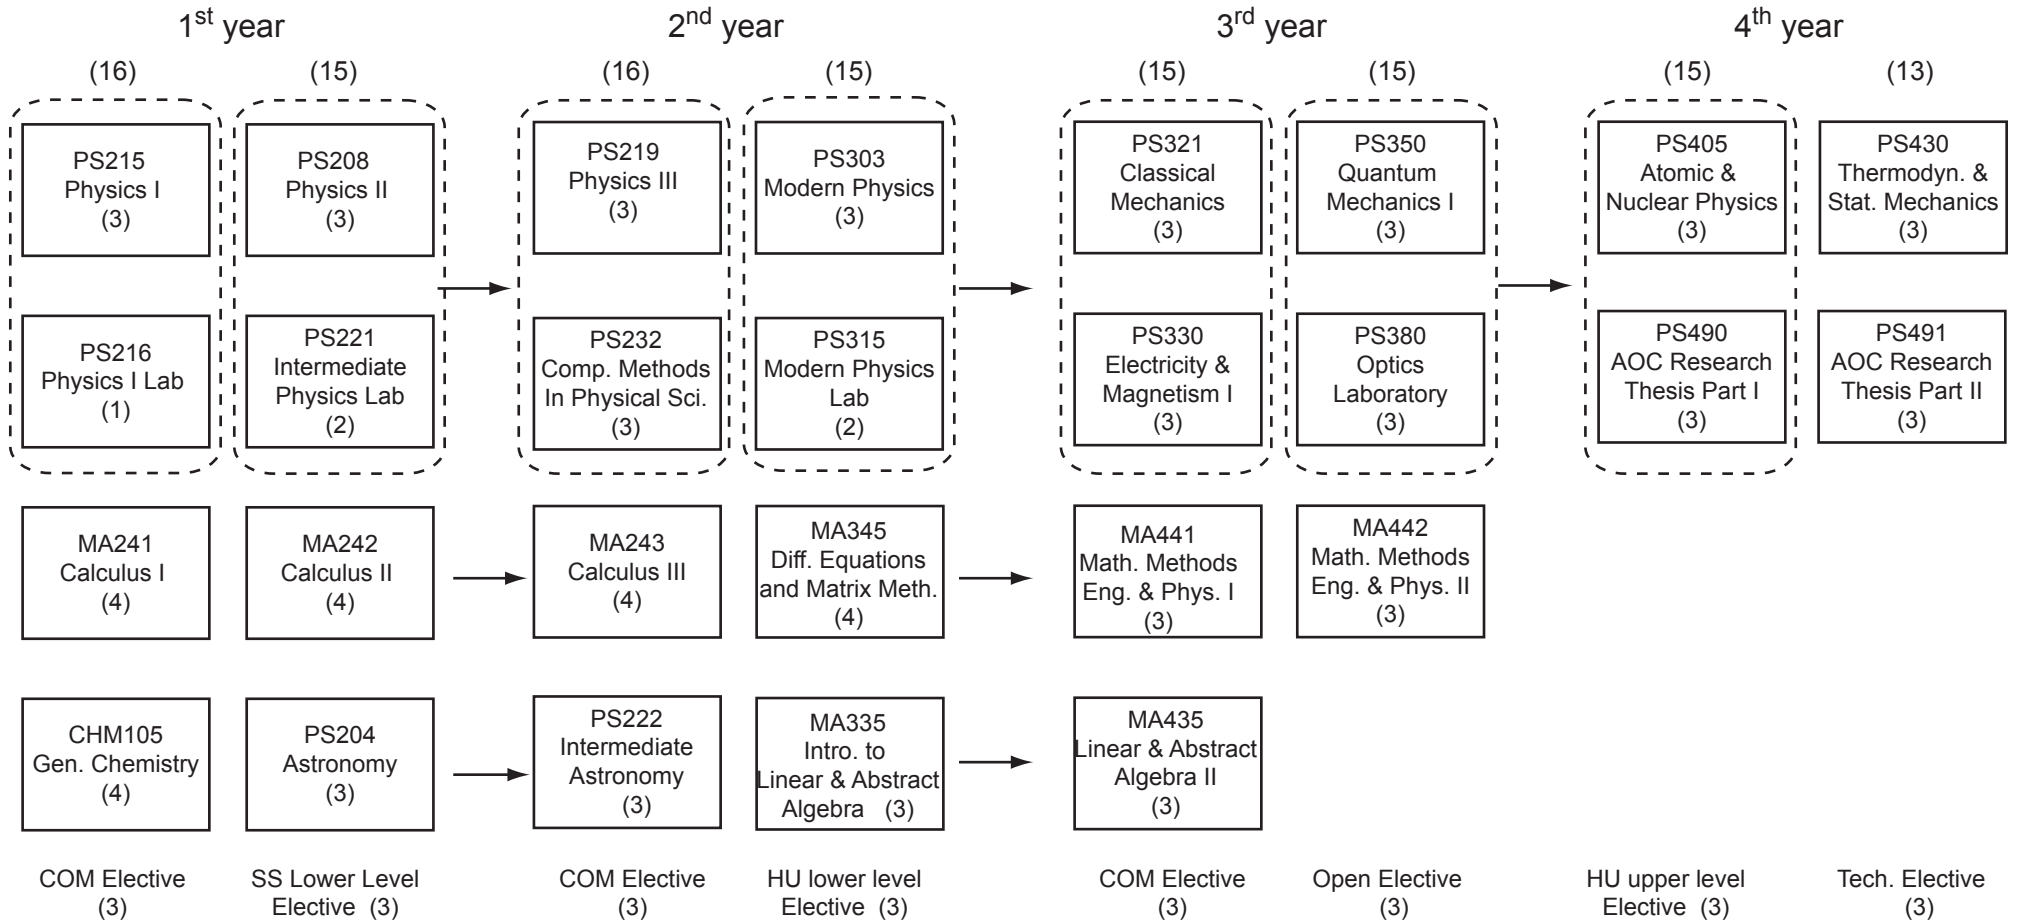 1st year
2nd year
3rd year
4th year
(16)
(15)
(16)
(15)
(15)
(15)
(15)
(13)
PS215
Physics I
(3)
PS208
Physics II
(3)
PS219
Physics III
(3)
PS303
Modern Physics
(3)
PS321
Classical
Mechanics
(3)
PS350
Quantum
Mechanics I
(3)
PS405
Atomic &
Nuclear Physics
(3)
PS430
Thermodyn. &
Stat. Mechanics
(3)
PS216
Physics I Lab
(1)
PS221
Intermediate
Physics Lab
(2)
PS232
Comp. Methods
In Physical Sci.
(3)
PS315
Modern Physics
Lab
(2)
PS330
Electricity &
Magnetism I
(3)
PS380
Optics
Laboratory
(3)
PS490
AOC Research
Thesis Part I
(3)
PS491
AOC Research
Thesis Part II
(3)
MA241
Calculus I
(4)
MA242
Calculus II
(4)
MA243
Calculus III
(4)
MA345
Diff. Equations
and Matrix Meth.
(4)
MA441
Math. Methods
Eng. & Phys. I
(3)
MA442
Math. Methods
Eng. & Phys. II
(3)
CHM105
Gen. Chemistry
(4)
PS204
Astronomy
(3)
PS222
Intermediate
Astronomy
(3)
MA335
Intro. to
Linear & Abstract
Algebra (3)
MA435
Linear & Abstract
Algebra II
(3)
COM Elective
(3)
SS Lower Level
Elective (3)
COM Elective
(3)
HU lower level
Elective (3)
COM Elective
(3)
Open Elective
(3)
HU upper level
Elective (3)
Tech. Elective
(3)